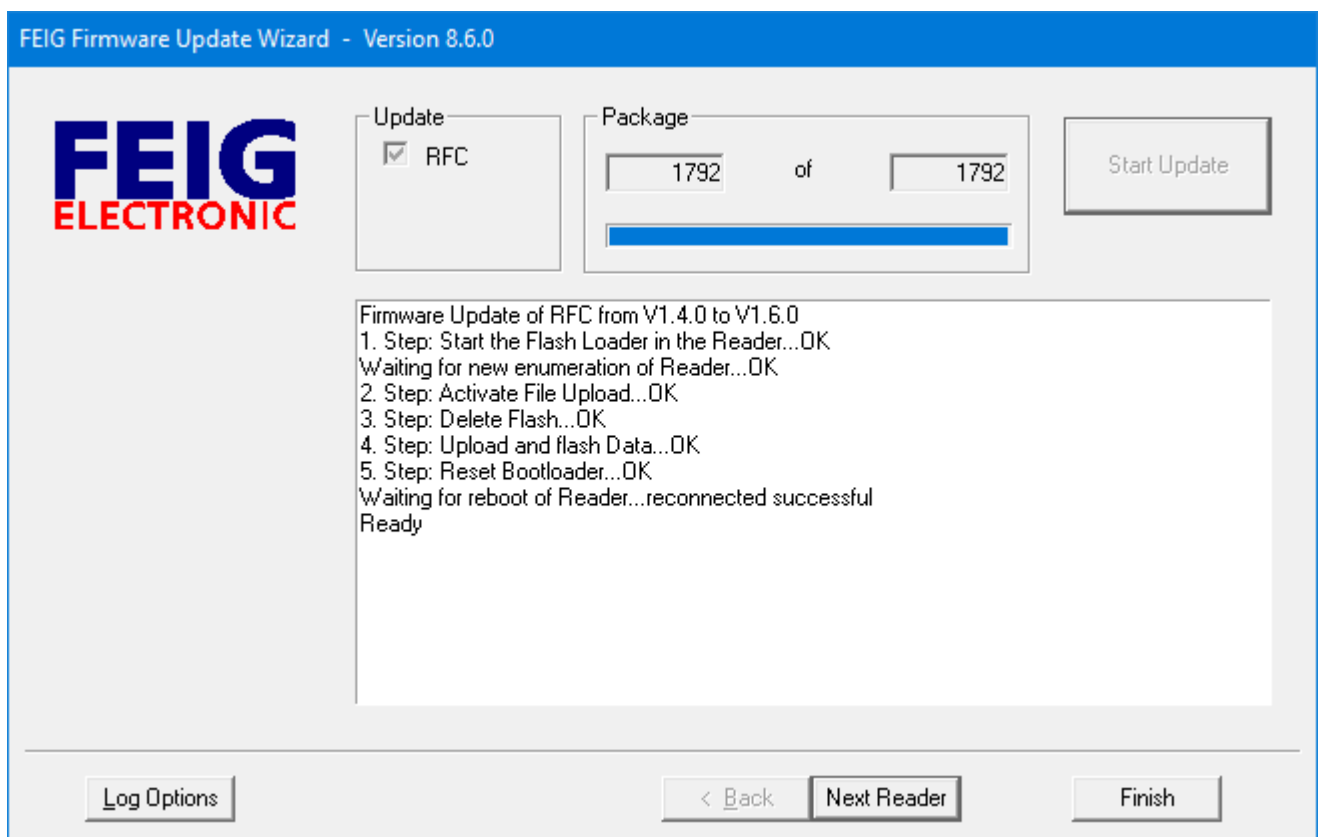 FEIG Firmware Update Wizard - Version 8.6.0
FEIG
ELECTRONIC
Update
RFC
Package
1792 of 1792
Start Update
Firmware Update of RFC from V1.4.0 to V1.6.0
1. Step: Start the Flash Loader in the Reader...OK
Waiting for new enumeration of Reader...OK
2. Step: Activate File Upload...OK
3. Step: Delete Flash...OK
4. Step: Upload and flash Data...OK
5. Step: Reset Bootloader...OK
Waiting for reboot of Reader...reconnected successful
Ready
Log Options
< Back
Next Reader
Finish